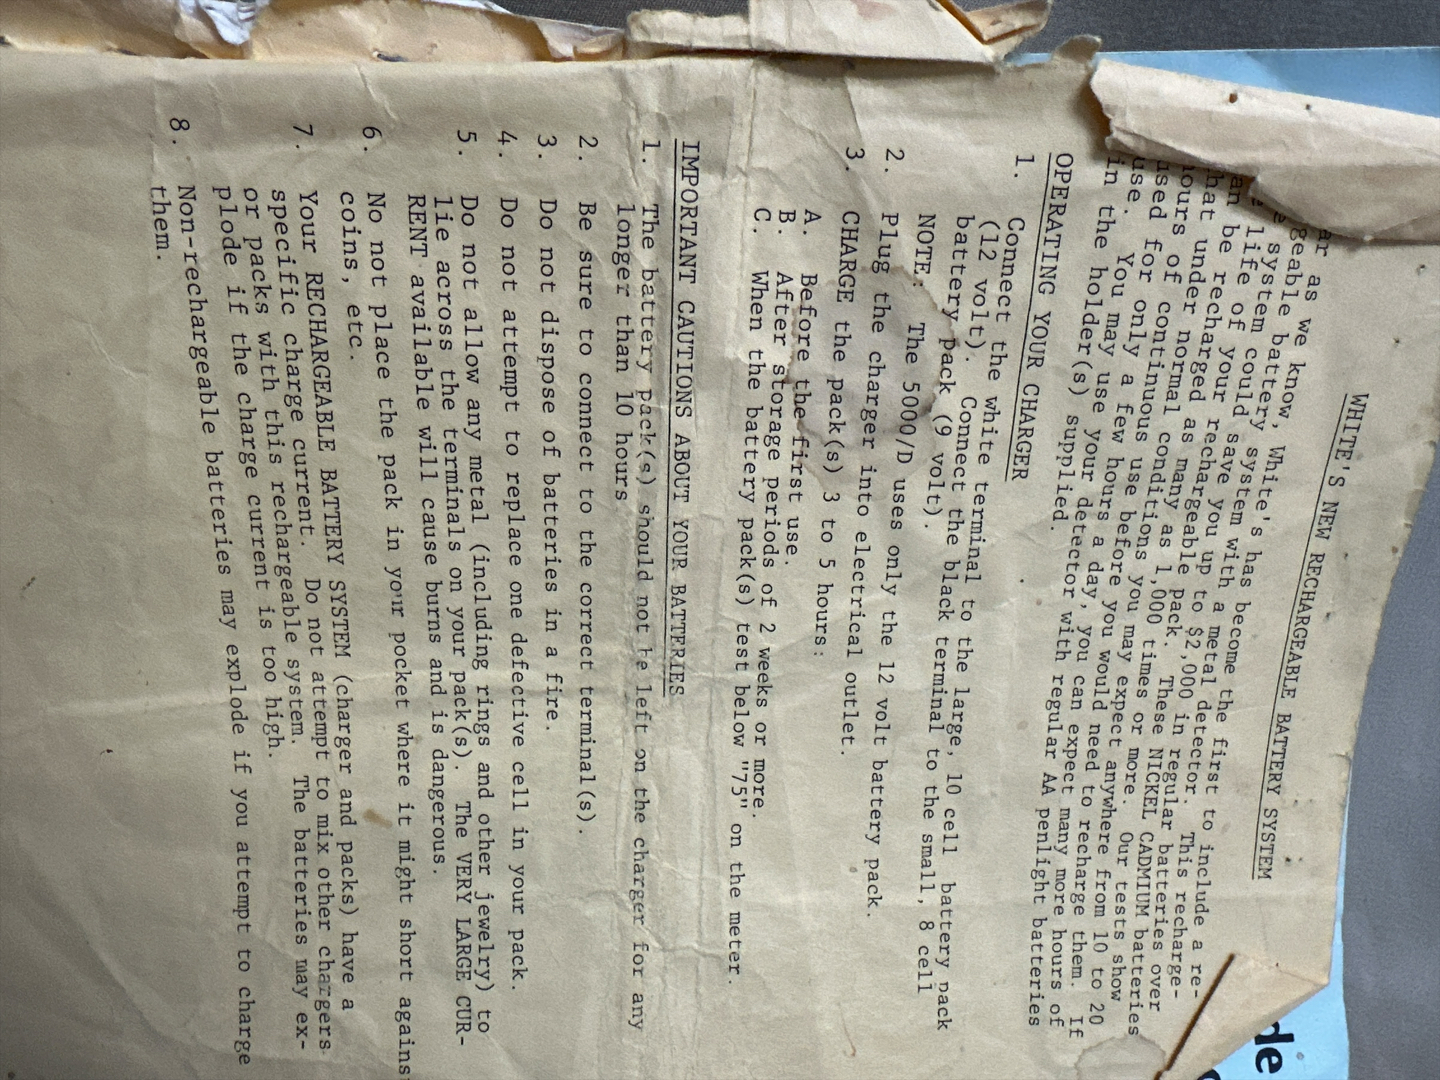 WHITE'S NEW RECHARGEABLE BATTERY SYSTEM
ar as we know, White's has become the first to include a re-
geable battery system with a metal detector. This recharge-
system could save you up to $2,000 in regular batteries over
life of your rechargeable pack. These NICKEL CADMIUM batteries
an be recharged as many as 1,000 times or more. Our tests show
hat under normal conditions you may expect anywhere from 10 to 20
ours of continuous use before you would need to recharge them. If
used for only a few hours a day, you can expect many more hours of
use. You may use your detector with regular AA penlight batteries
in the holder(s) supplied.
OPERATING YOUR CHARGER
1. Connect the white terminal to the large, 10 cell battery pack
(12 volt). Connect the black terminal to the small, 8 cell
battery pack (9 volt).
NOTE: The 5000/D uses only the 12 volt battery pack.
2. Plug the charger into electrical outlet.
3. CHARGE the pack(s) 3 to 5 hours:
A. Before the first use.
B. After storage periods of 2 weeks or more.
C. When the battery pack(s) test below "75" on the meter.
IMPORTANT CAUTIONS ABOUT YOUR BATTERIES
1. The battery pack(s) should not be left on the charger for any
longer than 10 hours
2. Be sure to connect to the correct terminal(s).
3. Do not dispose of batteries in a fire.
4. Do not attempt to replace one defective cell in your pack.
5. Do not allow any metal (including rings and other jewelry) to
lie across the terminals on your pack(s). The VERY LARGE CUR-
RENT available will cause burns and is dangerous.
6. No not place the pack in your pocket where it might short agains
coins, etc.
7. Your RECHARGEABLE BATTERY SYSTEM (charger and packs) have a
specific charge current. Do not attempt to mix other chargers
or packs with this rechargeable system. The batteries may ex-
plode if the charge current is too high.
8. Non-rechargeable batteries may explode if you attempt to charge
them.
de